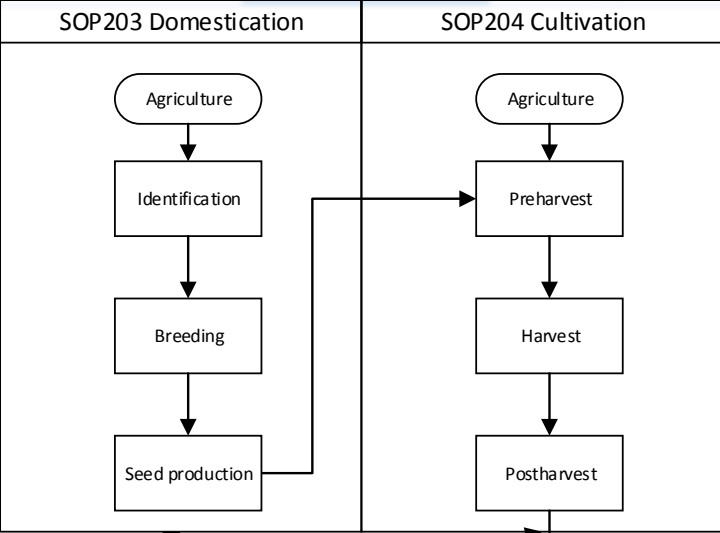 SOP203 Domestication
SOP204 Cultivation
Agriculture
Identification
Breeding
Seed production
Agriculture
Preharvest
Harvest
Postharvest